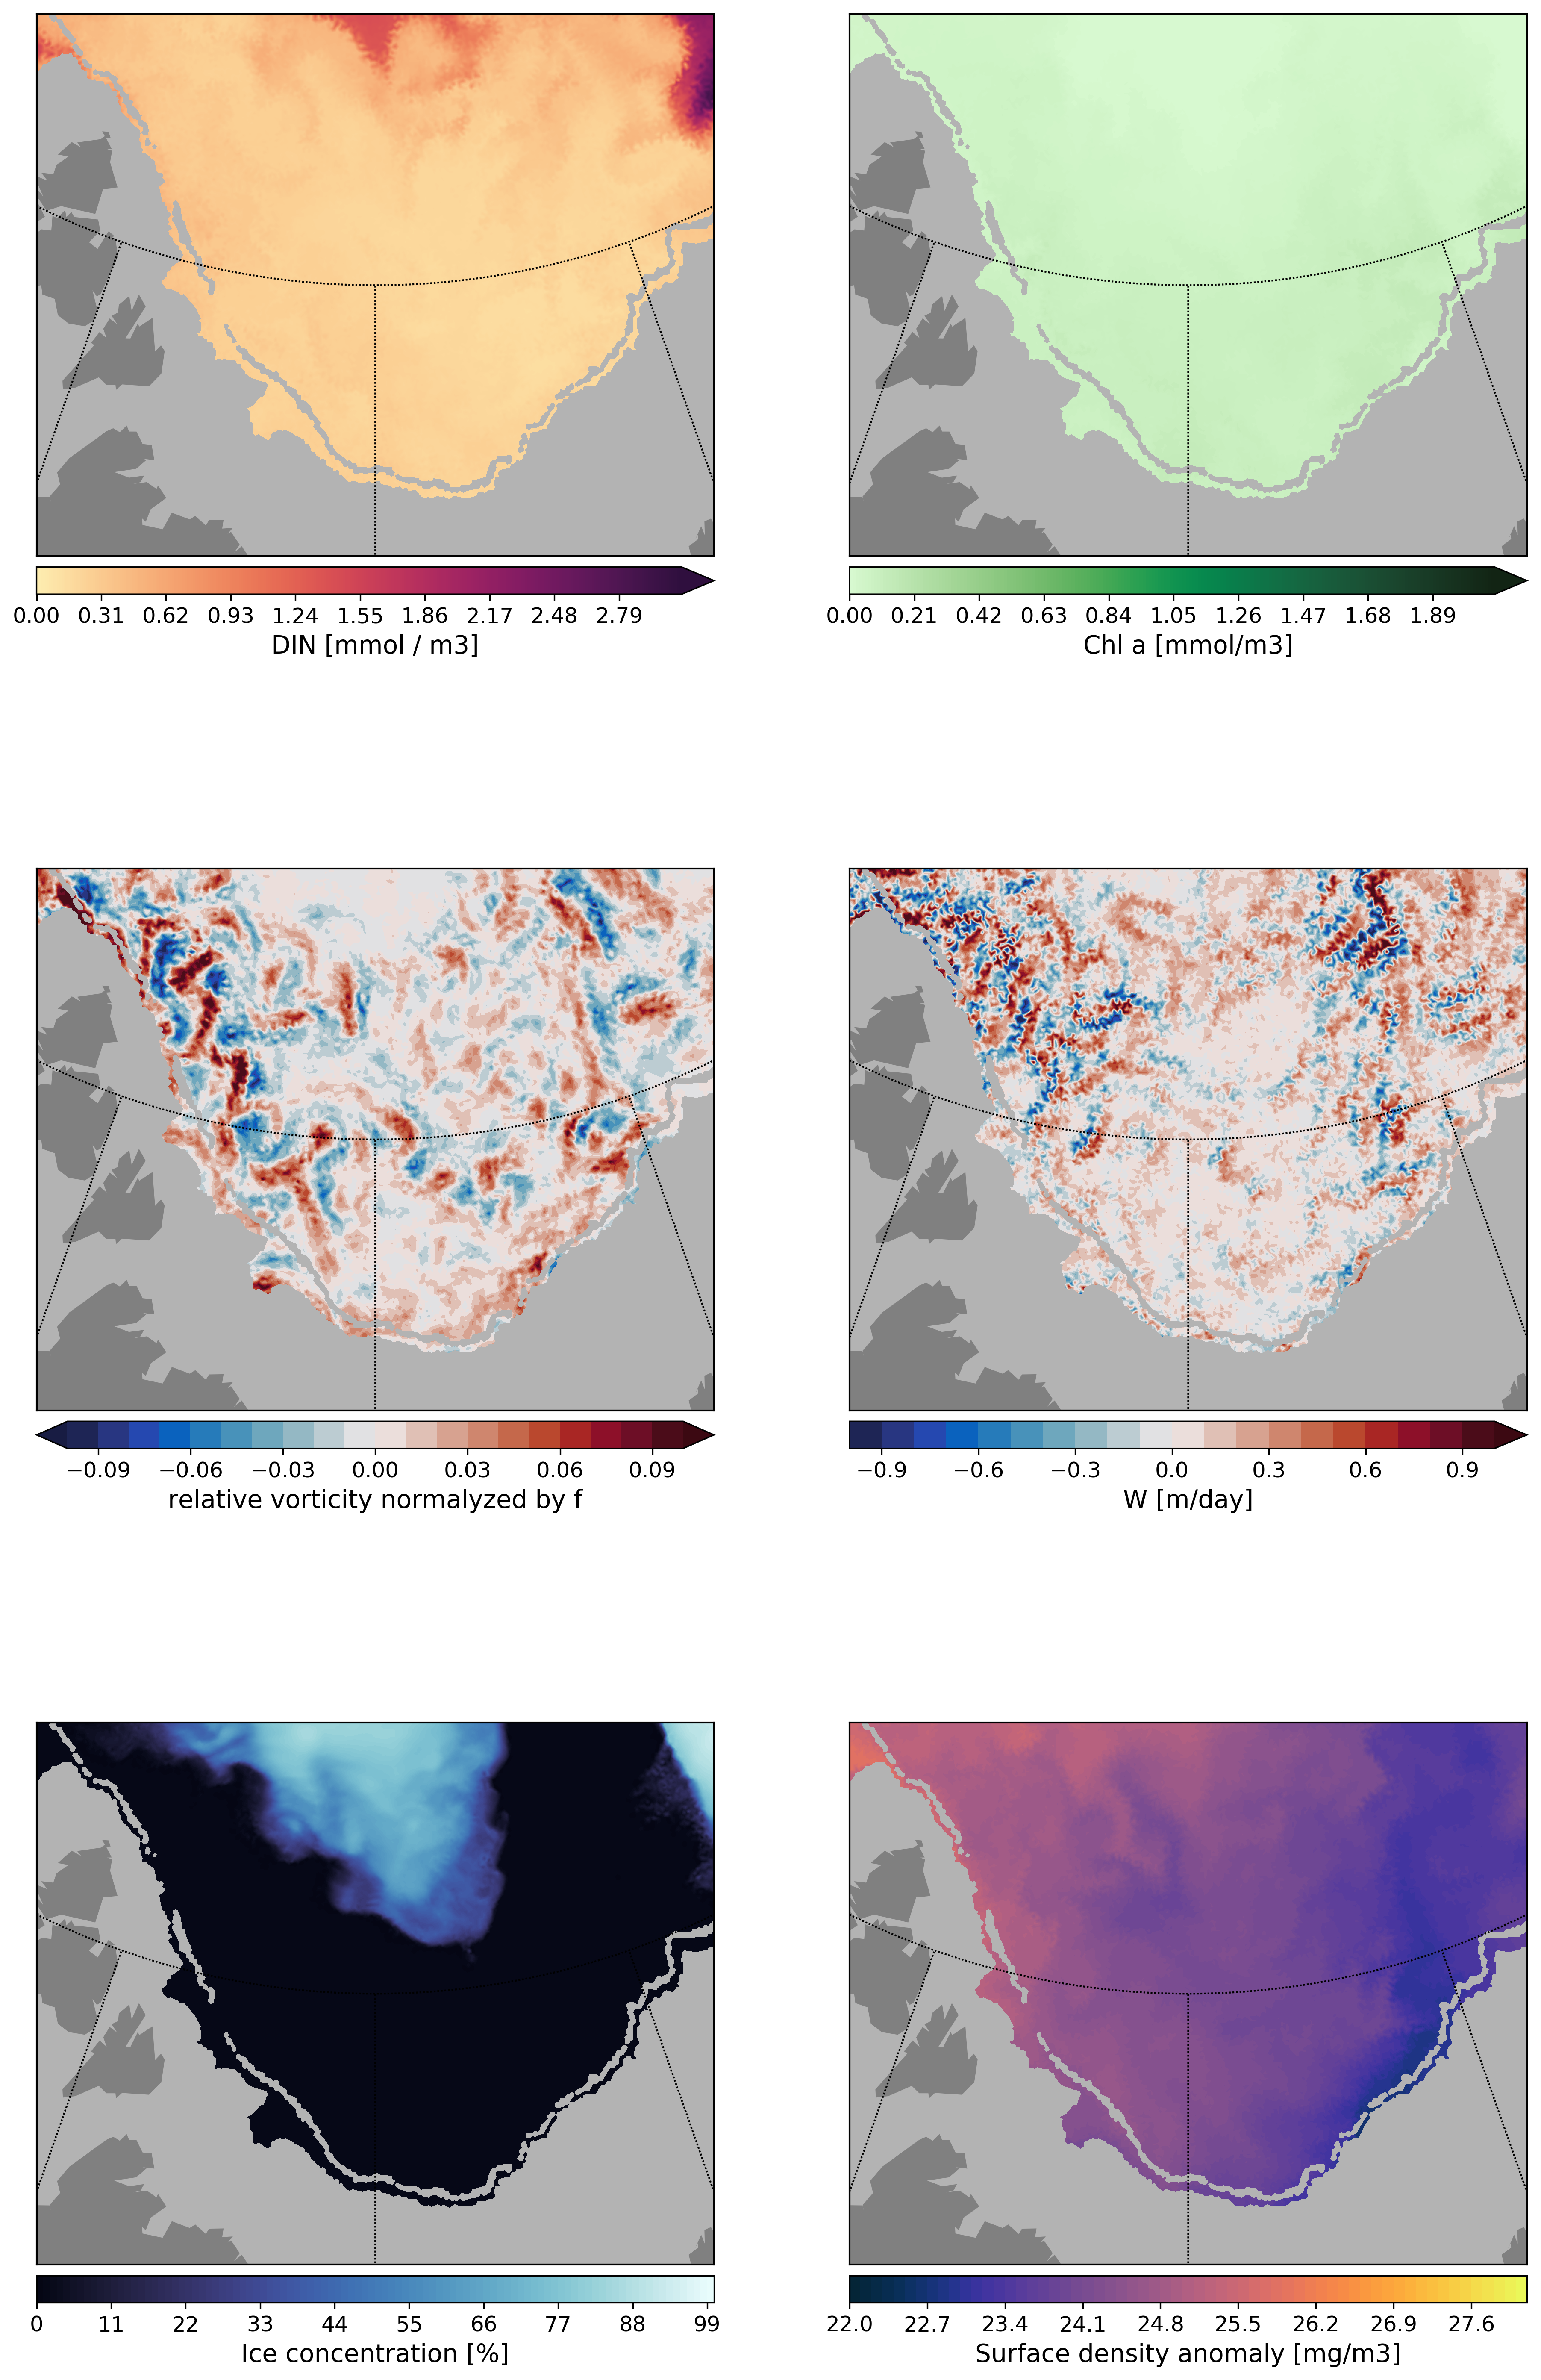 0.00 0.31 0.62 0.93 1.24 1.55 1.86 2.17 2.48 2.79
DIN [mmol / m3]
0.00 0.21 0.42 0.63 0.84 1.05 1.26 1.47 1.68 1.89
Chl a [mmol/m3]
−0.09 −0.06 −0.03 0.00 0.03 0.06 0.09
relative vorticity normalyzed by f
−0.9 −0.6 −0.3 0.0 0.3 0.6 0.9
W [m/day]
0 11 22 33 44 55 66 77 88 99
Ice concentration [%]
22.0 22.7 23.4 24.1 24.8 25.5 26.2 26.9 27.6
Surface density anomaly [mg/m3]